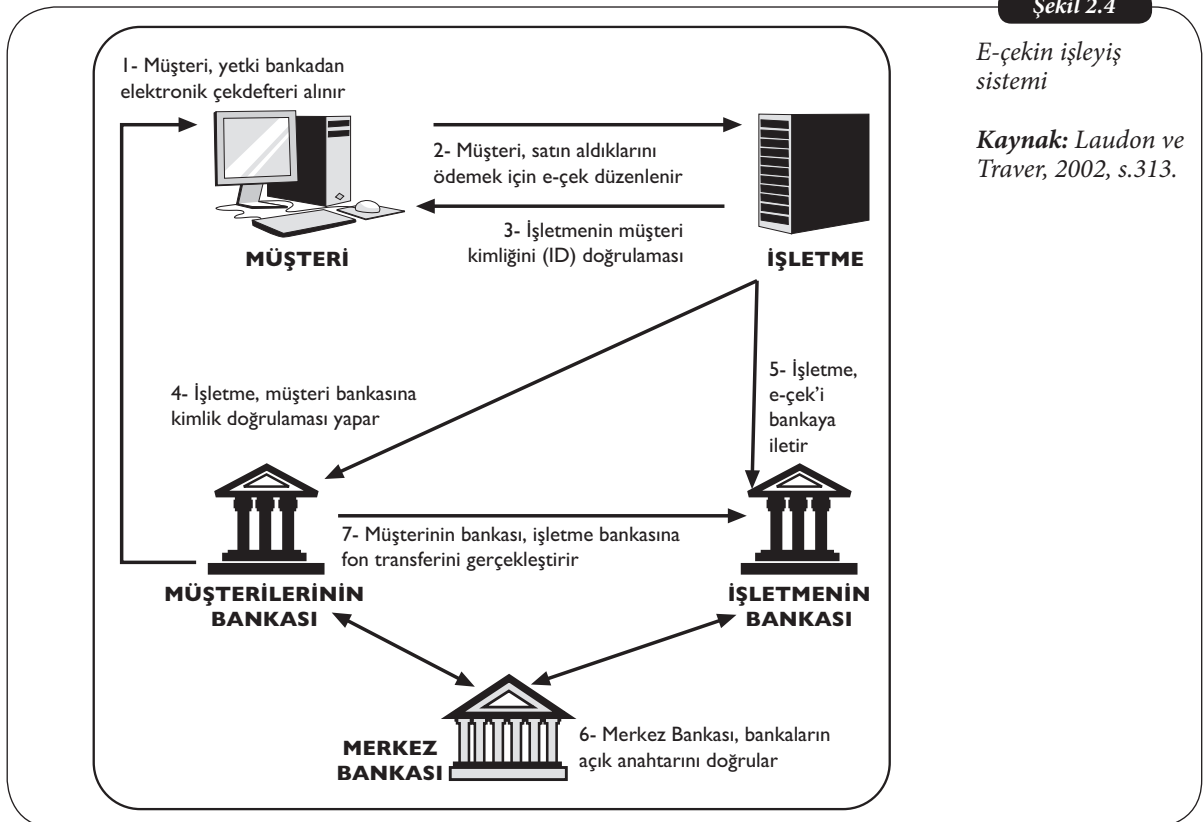 Şekil 2.4
E-çekin işleyiş
sistemi
Kaynak: Laudon ve
Traver, 2002, s.313.
1- Müşteri, yetki bankadan
elektronik çekdefteri alınır
2- Müşteri, satın aldıklarını
ödemek için e-çek düzenlenir
3- İşletmenin müşteri
kimliğini (ID) doğrulaması
MÜŞTERİ
İŞLETME
4- İşletme, müşteri bankasına
kimlik doğrulaması yapar
5- İşletme,
e-çek’i
bankaya
iletir
7- Müşterinin bankası, işletme bankasına
fon transferini gerçekleştirir
MÜŞTERİLERİNİN
BANKASI
İŞLETMENİN
BANKASI
6- Merkez Bankası, bankaların
açık anahtarını doğrular
MERKEZ
BANKASI